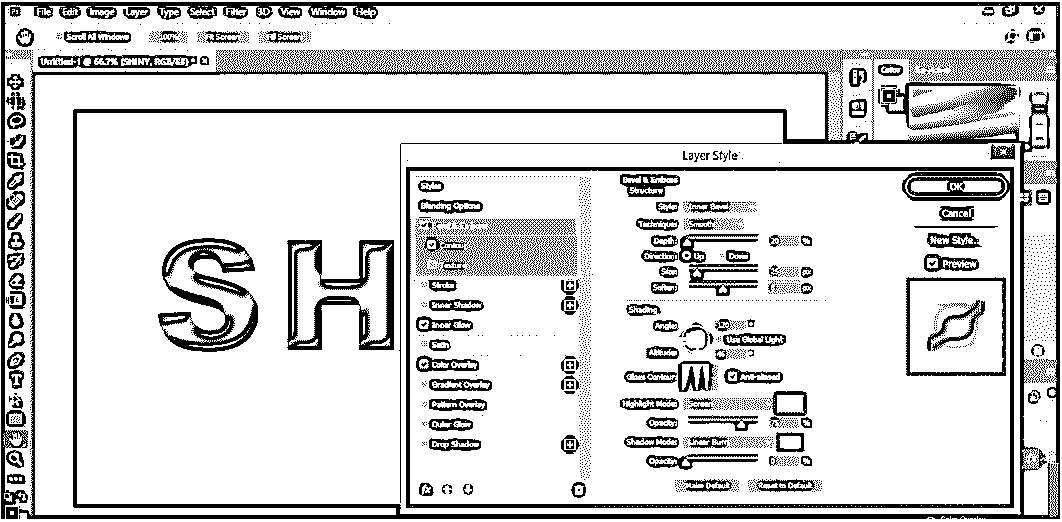 File Edit Image Layer Type Select Filter 3D View Window Help
Scroll All Windows 100% Fit Screen Fill Screen
Untitled-1 @ 66.7% (SHINY, RGB/8#) *
Color
SH
Layer Style
Styles
Blending Options
Contour
Texture
Stroke
Inner Shadow
Inner Glow
Satin
Color Overlay
Gradient Overlay
Pattern Overlay
Outer Glow
Drop Shadow
fx
Bevel & Emboss
Structure
Style: Inner Bevel
Technique: Smooth
Depth: %
Direction: Up Down
Size: px
Soften: px
Shading
Angle:
Use Global Light
Altitude:
Gloss Contour: Anti-aliased
Highlight Mode: Screen
Opacity: %
Shadow Mode: Linear Burn
Opacity: %
Make Default Reset to Default
OK
Cancel
New Style...
Preview